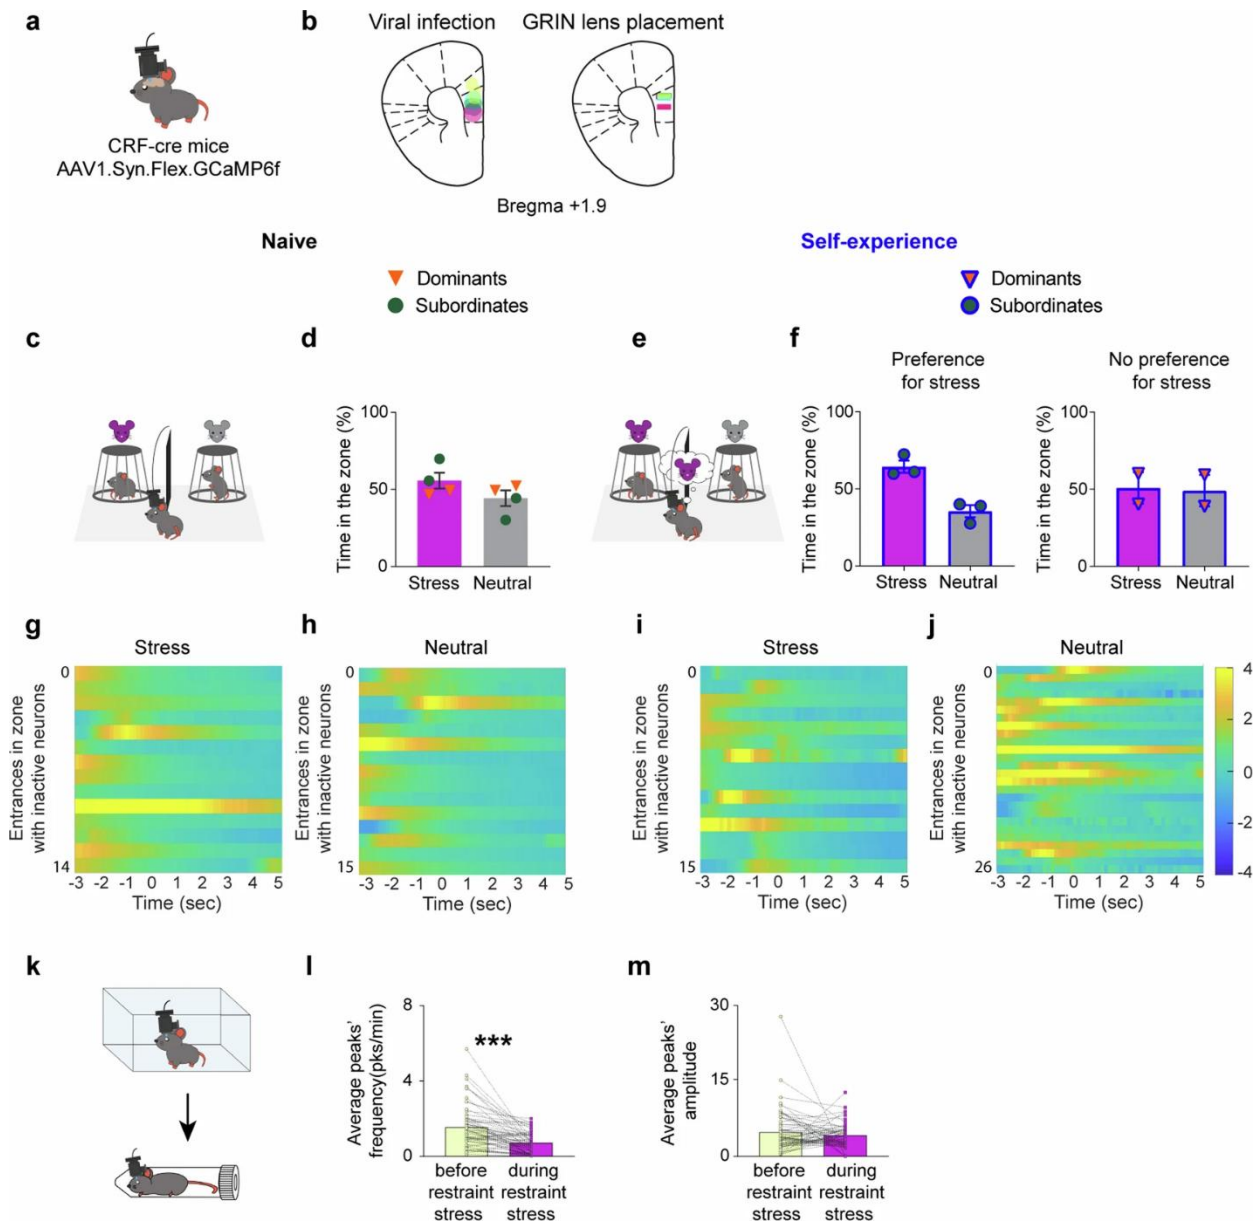 a
b
Viral infection
GRIN lens placement
CRF-cre mice
AAV1.Syn.Flex.GCaMP6f
Bregma +1.9
Naive
Self-experience
Dominants
Subordinates
Dominants
Subordinates
c
d
100
50
0
Time in the zone (%)
Stress
Neutral
e
f
Preference
for stress
100
50
0
Time in the zone (%)
Stress
Neutral
No preference
for stress
100
50
0
Time in the zone (%)
Stress
Neutral
g
Stress
0
14
Entrances in zone
with inactive neurons
-3 -2 -1 0 1 2 3 4 5
Time (sec)
h
Neutral
0
15
Entrances in zone
with inactive neurons
-3 -2 -1 0 1 2 3 4 5
Time (sec)
i
Stress
0
15
Entrances in zone
with inactive neurons
-3 -2 -1 0 1 2 3 4 5
Time (sec)
j
Neutral
0
26
Entrances in zone
with inactive neurons
-3 -2 -1 0 1 2 3 4 5
Time (sec)
4
2
0
-2
-4
k
l
8
4
0
Average peaks'
frequency(pks/min)
***
before
restraint
stress
during
restraint
stress
m
30
15
0
Average peaks'
amplitude
before
restraint
stress
during
restraint
stress